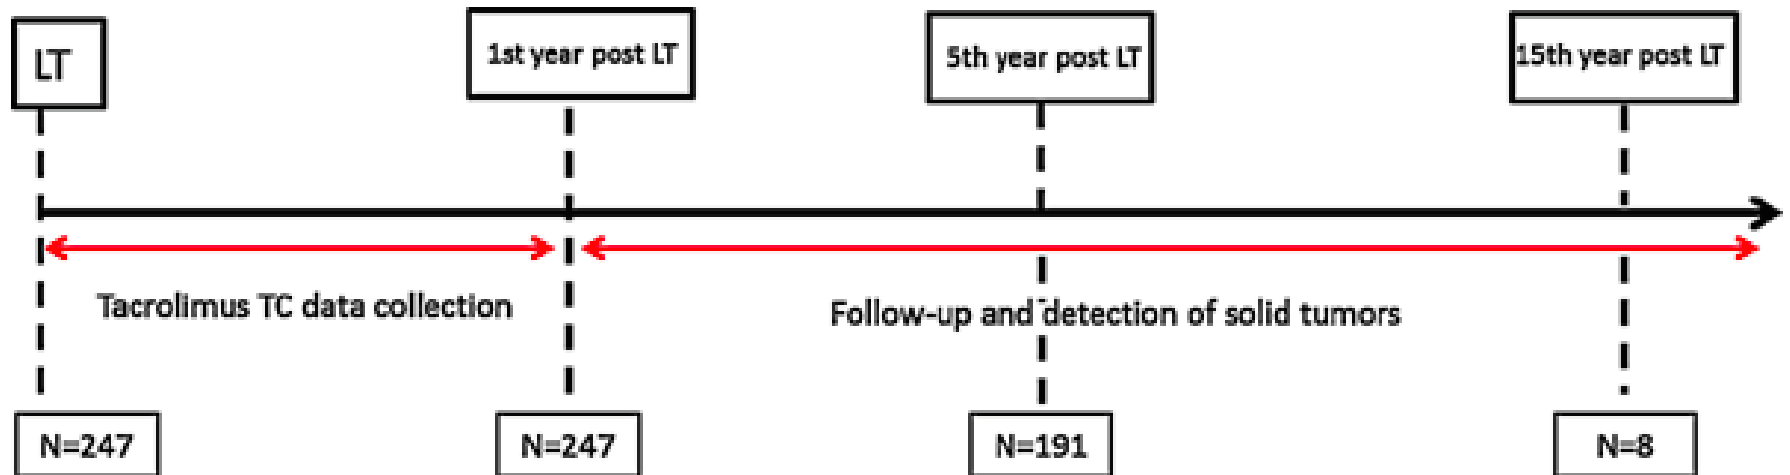 LT
1st year post LT
5th year post LT
15th year post LT
Tacrolimus TC data collection
Follow-up and detection of solid tumors
N=247
N=247
N=191
N=8